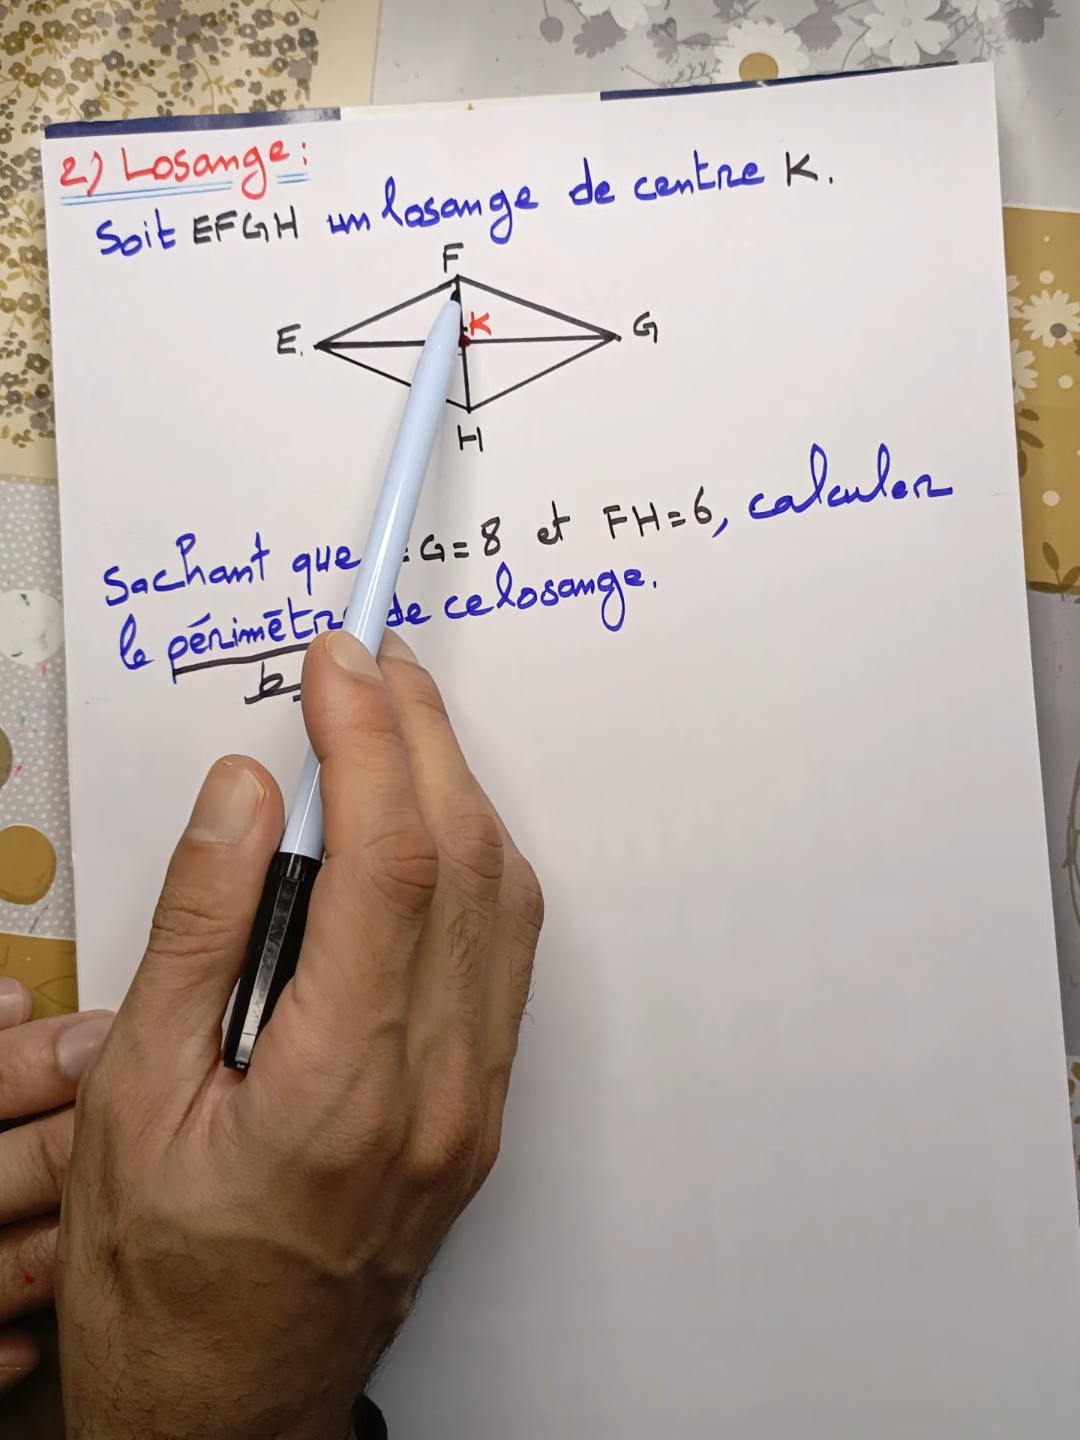 2) Losange:
Soit EFGH un losange de centre K.
F
K
E. G
H
Sachant que G=8 et FH=6, calculer
le périmètr de ce losange.